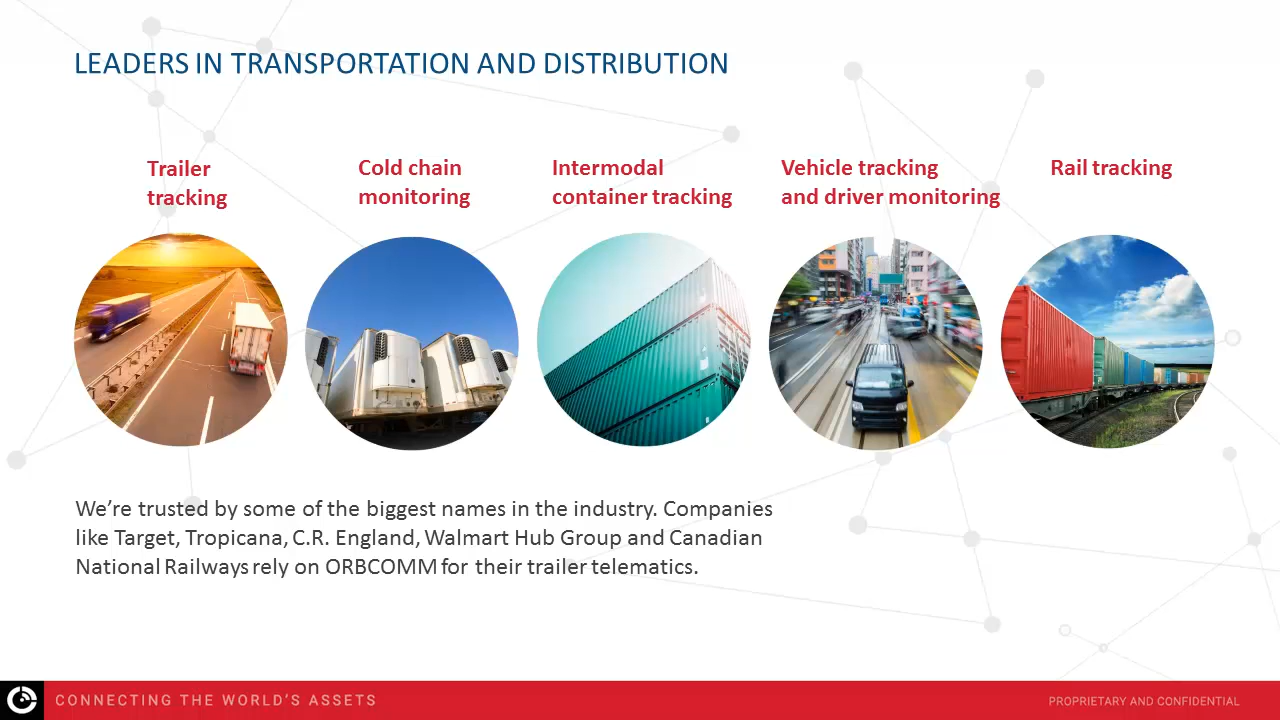 LEADERS IN TRANSPORTATION AND DISTRIBUTION
Trailer
tracking
Cold chain
monitoring
Intermodal
container tracking
Vehicle tracking
and driver monitoring
Rail tracking
We’re trusted by some of the biggest names in the industry. Companies
like Target, Tropicana, C.R. England, Walmart Hub Group and Canadian
National Railways rely on ORBCOMM for their trailer telematics.
CONNECTING THE WORLD’S ASSETS
PROPRIETARY AND CONFIDENTIAL